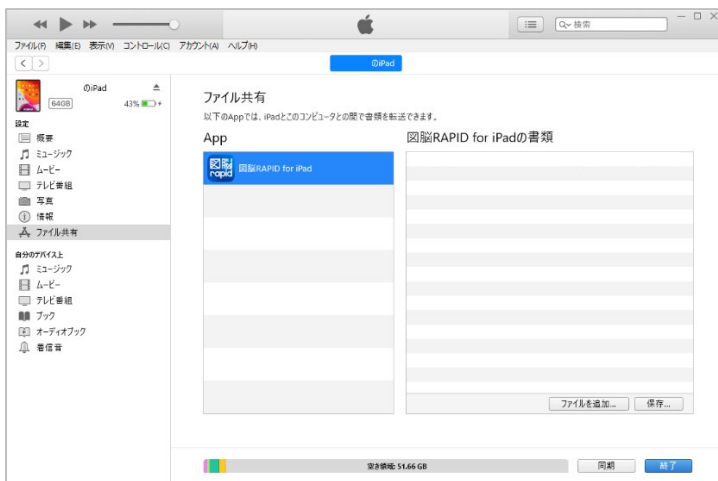 検索
ファイル(F) 編集(E) 表示(V) コントロール(C) アカウント(A) ヘルプ(H)
のiPad
のiPad
64GB 43%
設定
概要
ミュージック
ムービー
テレビ番組
写真
情報
ファイル共有
自分のデバイス上
ミュージック
ムービー
テレビ番組
ブック
オーディオブック
着信音
ファイル共有
以下のAppでは、iPadとこのコンピュータとの間で書類を転送できます。
App
図脳RAPID for iPadの書類
図脳
rapid
図脳RAPID for iPad
ファイルを追加...
保存...
空き領域: 51.66 GB
同期
終了